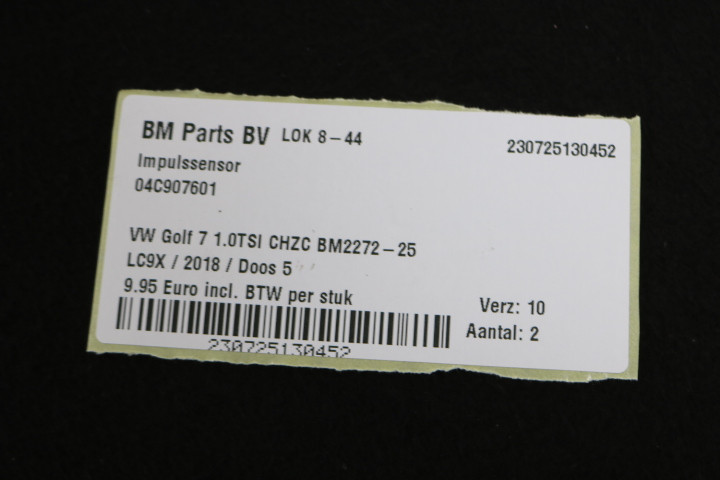 BM Parts BV LOK 8-44 230725130452
Impulssensor
04C907601
VW Golf 7 1.0TSI CHZC BM2272-25
LC9X / 2018 / Doos 5
9.95 Euro incl. BTW per stuk
Verz: 10
Aantal: 2
230725130452